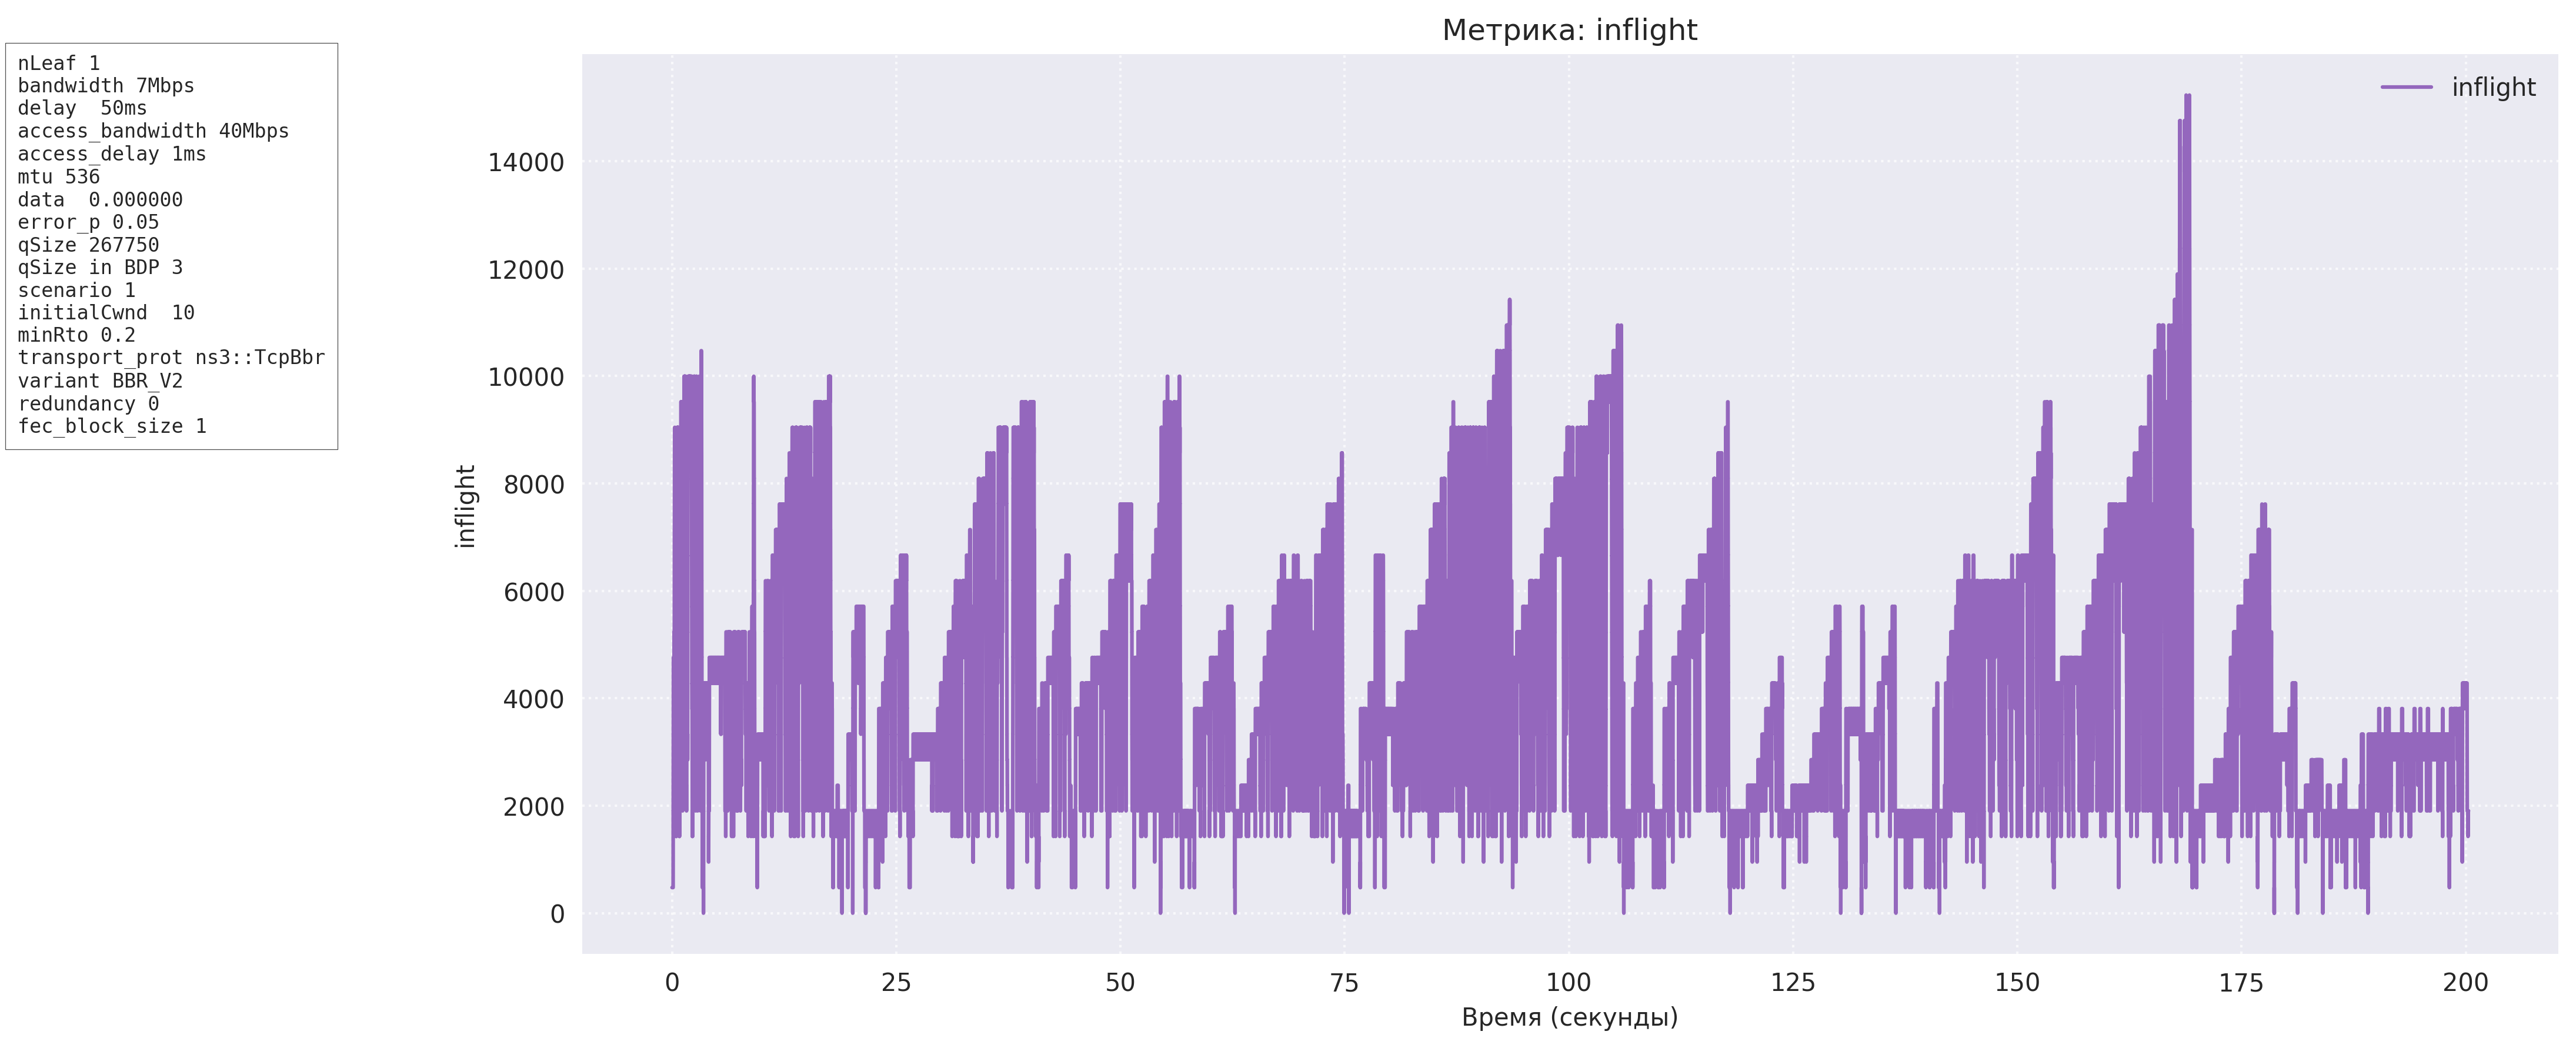 Метрика: inflight
nLeaf 1
bandwidth 7Mbps
delay  50ms
access_bandwidth 40Mbps
access_delay 1ms
mtu 536
data  0.000000
error_p 0.05
qSize 267750
qSize in BDP 3
scenario 1
initialCwnd  10
minRto 0.2
transport_prot ns3::TcpBbr
variant BBR_V2
redundancy 0
fec_block_size 1
inflight
inflight
14000
12000
10000
8000
6000
4000
2000
0
0 25 50 75 100 125 150 175 200
Время (секунды)